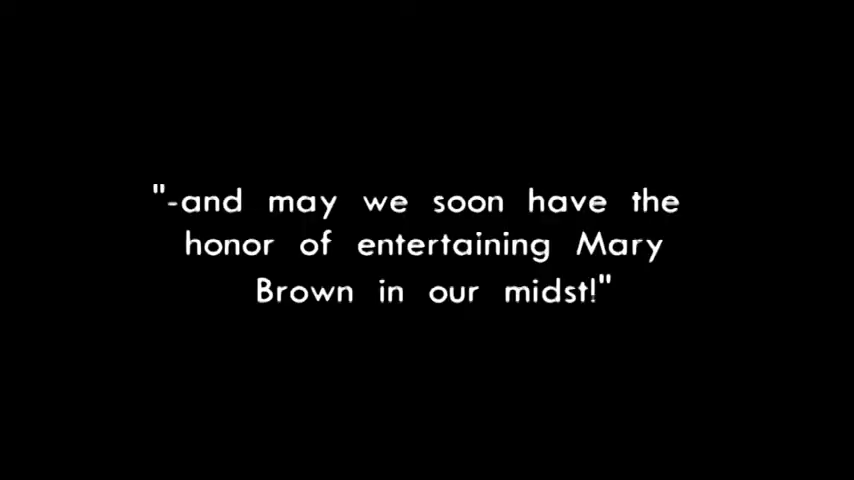 "-and may we soon have the
honor of entertaining Mary
Brown in our midst!"